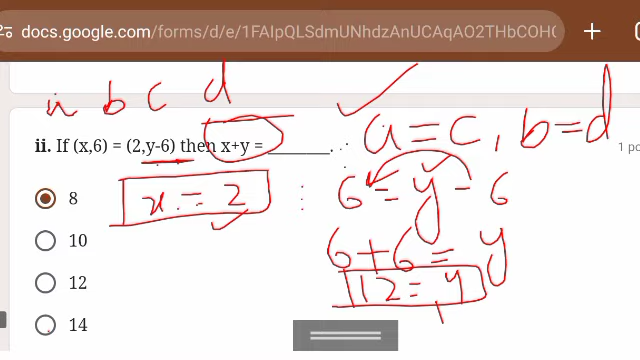 docs.google.com/forms/d/e/1FAIpQLSdmUNhdzAnhUCAqAO2THbCOHC
a b c d
a = c, b = d
ii. If (x,6) = (2,y-6) then x+y = ________.
1 po
8
x = 2
6 = y - 6
10
6 + 6 = y
12
12 = y
14